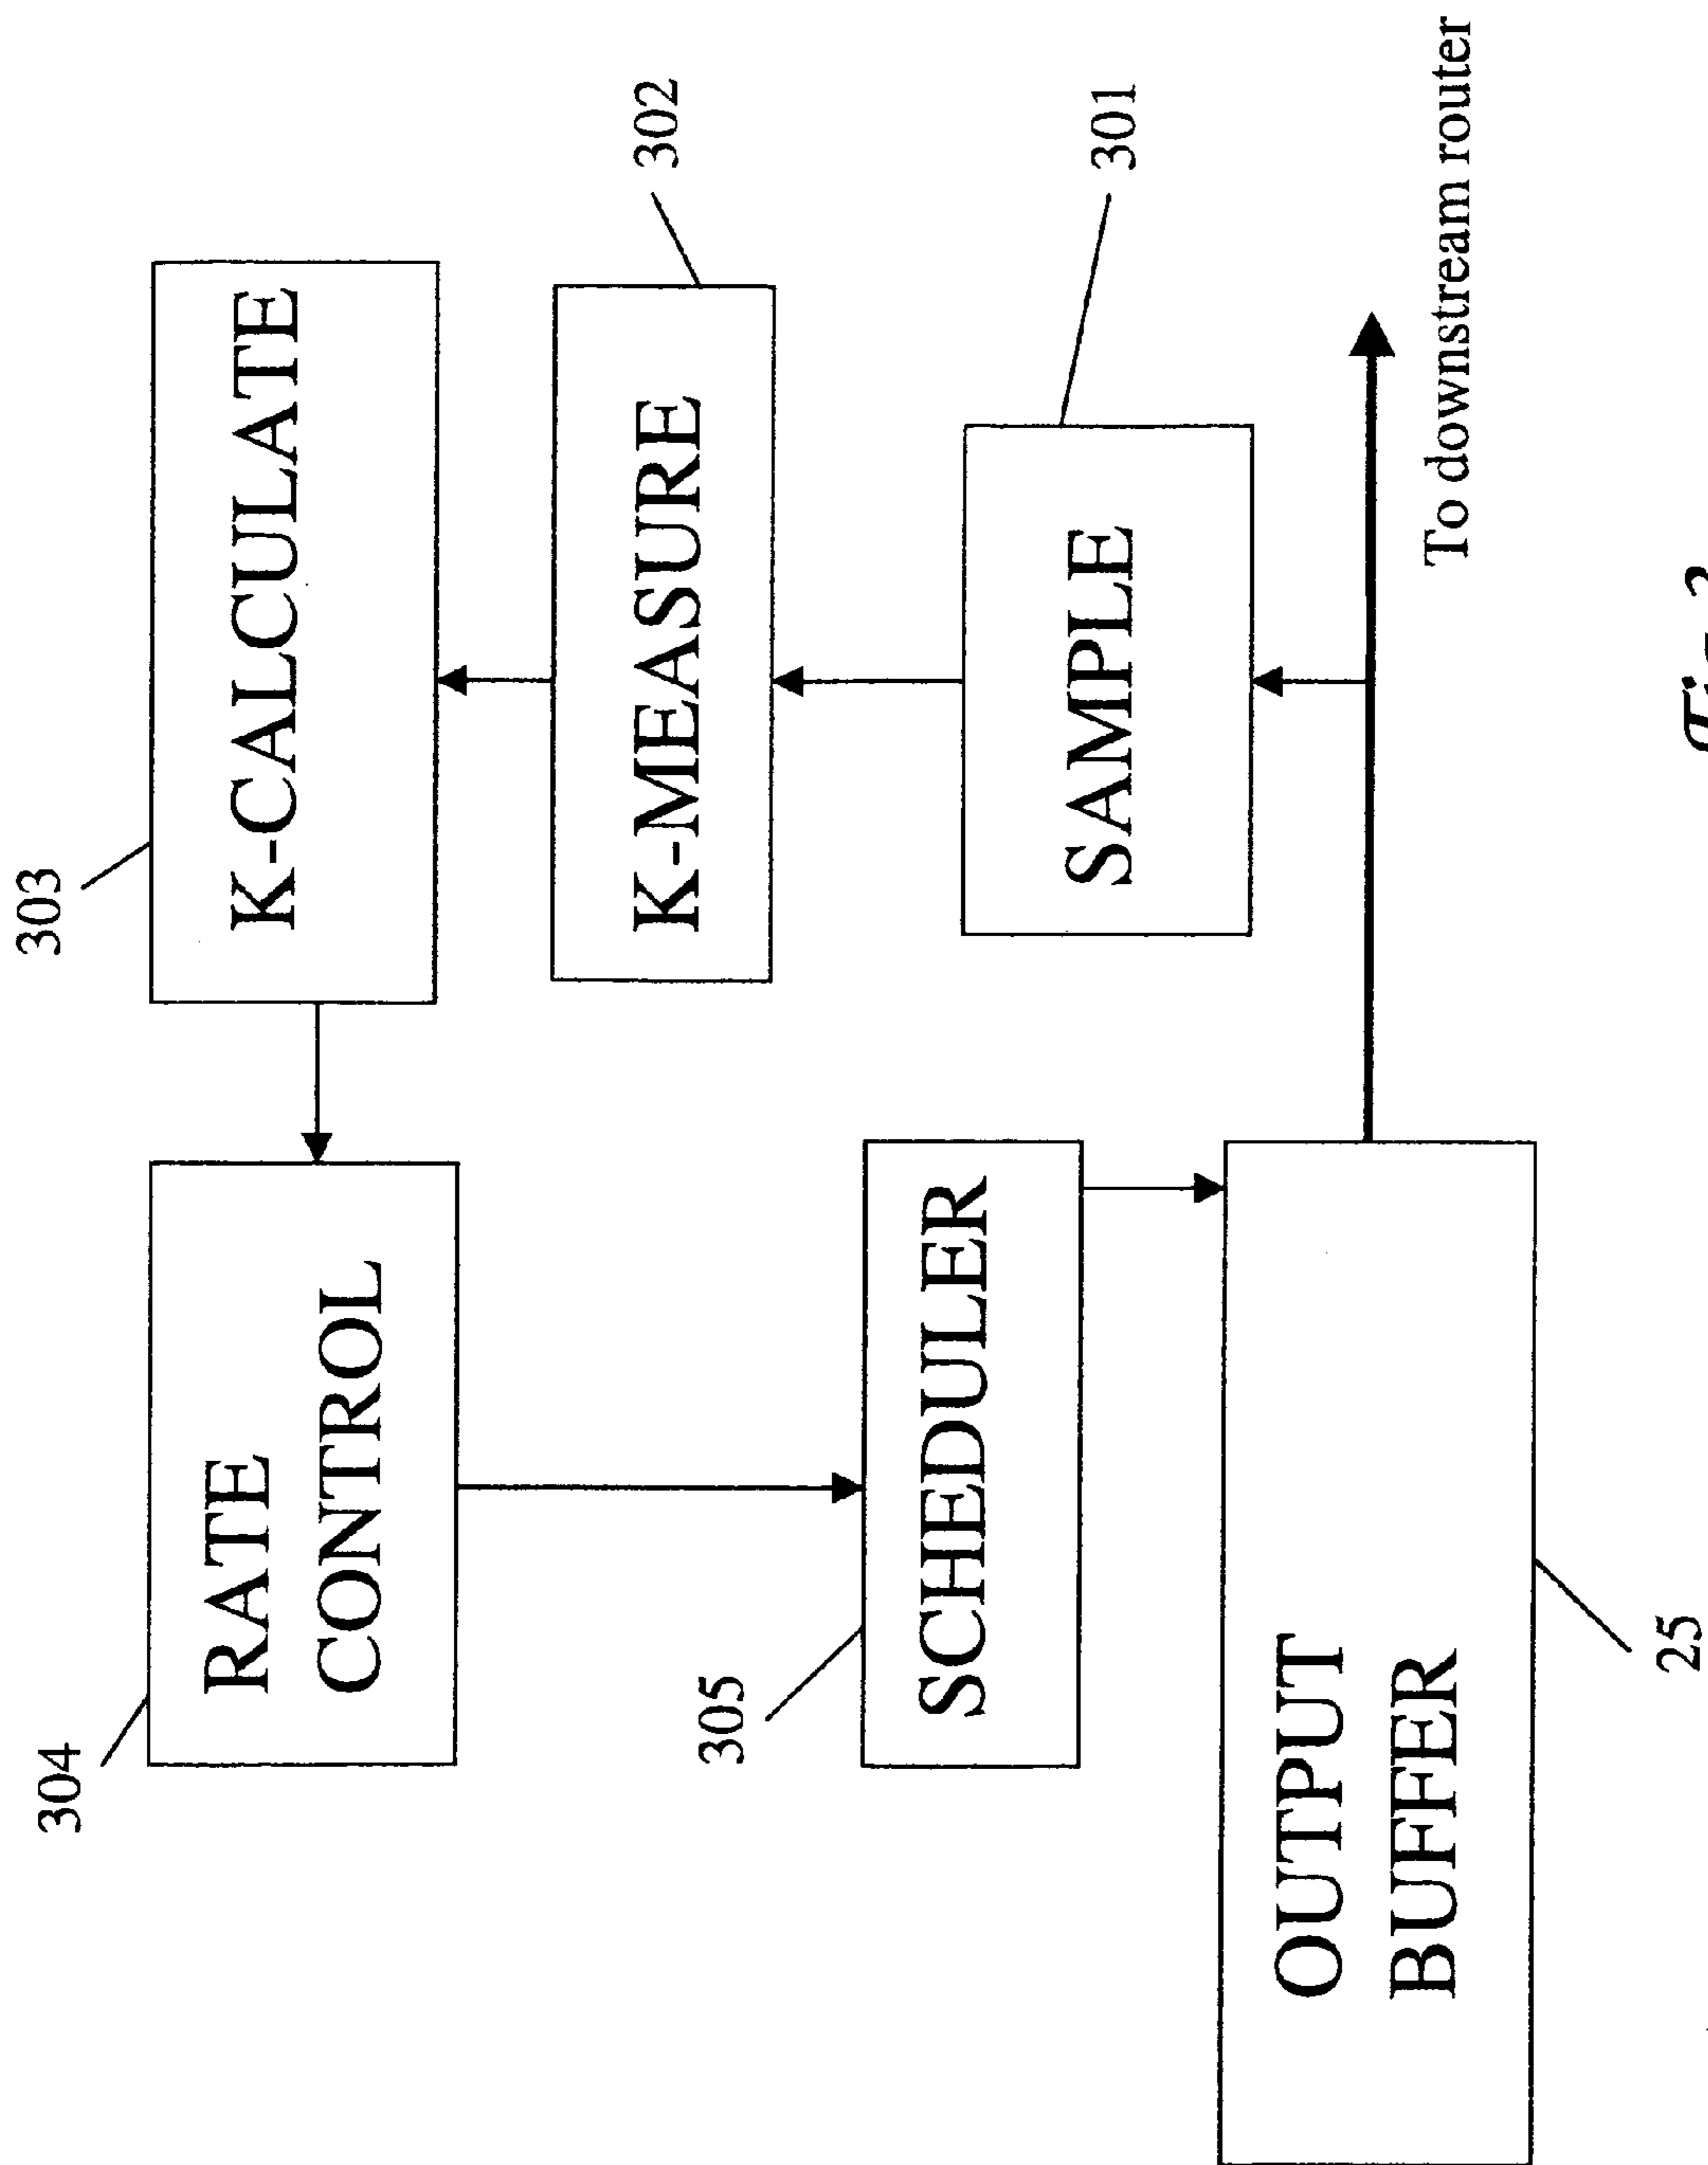 304
303
RATE
CONTROL
K-CALCULATE
K-MEASURE
302
305
SCHEDULER
SAMPLE
301
OUTPUT
BUFFER
To downstream router
25